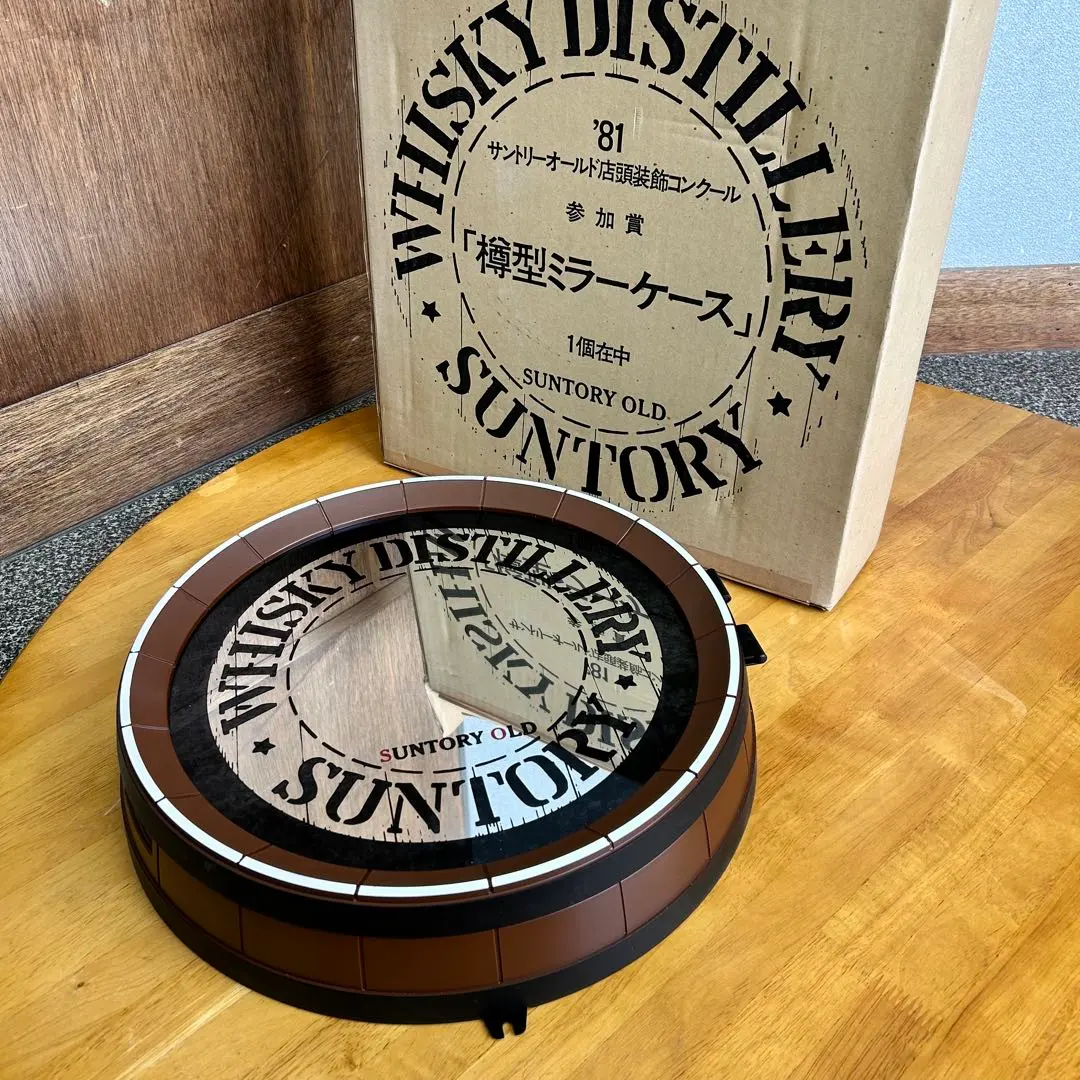 WHISKY DISTILLERY
'81
サントリーオールド店頭装飾コンクール
参加賞
「樽型ミラーケース」
1個在中
SUNTORY OLD
SUNTORY
WHISKY DISTILLERY
SUNTORY OLD
SUNTORY